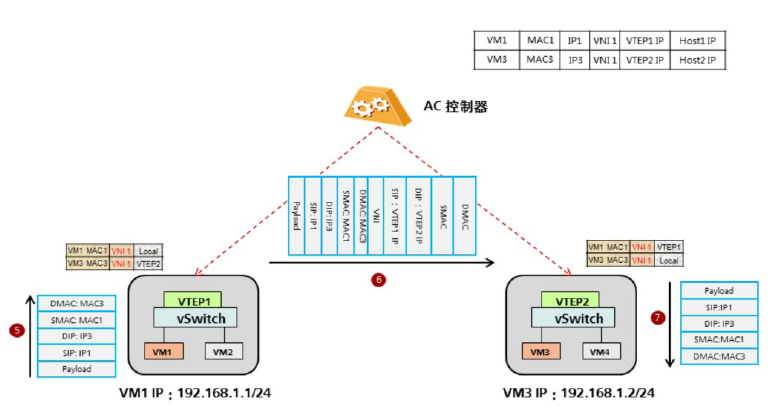 VM1 MAC1 IP1 VNI 1 VTEP1 IP Host1 IP
VM3 MAC3 IP3 VNI 1 VTEP2 IP Host2 IP
AC 控制器
Payload
SIP: IP1
DIP: IP3
SMAC: MAC1
DMAC: MAC3
VNI
SIP：VTEP1 IP
DIP：VTEP2 IP
SMAC
DMAC
6
VM1 MAC1 VNI 1 Local
VM3 MAC3 VNI 1 VTEP2
VM1 MAC1 VNI 1 VTEP1
VM3 MAC3 VNI 1 Local
5
DMAC: MAC3
SMAC: MAC1
DIP: IP3
SIP: IP1
Payload
VTEP1
vSwitch
VM1 VM2
VTEP2
vSwitch
VM3 VM4
7
Payload
SIP:IP1
DIP: IP3
SMAC:MAC1
DMAC:MAC3
VM1 IP：192.168.1.1/24
VM3 IP：192.168.1.2/24